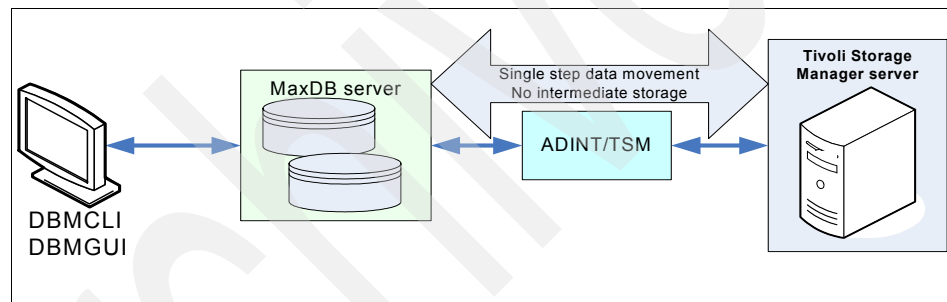 DBMCLI
DBMGUI
MaxDB server
Single step data movement
No intermediate storage
ADINT/TSM
Tivoli Storage
Manager server